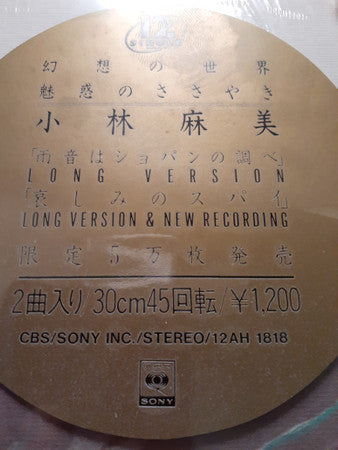 12
幻想の世界
魅惑のささやき
小林麻美
「雨音はショパンの調べ」
LONG VERSION
「哀しみのスパイ」
LONG VERSION & NEW RECORDING
限定5万枚発売
2曲入り 30cm45回転/¥1,200
CBS/SONY INC./STEREO/12AH 1818
SONY